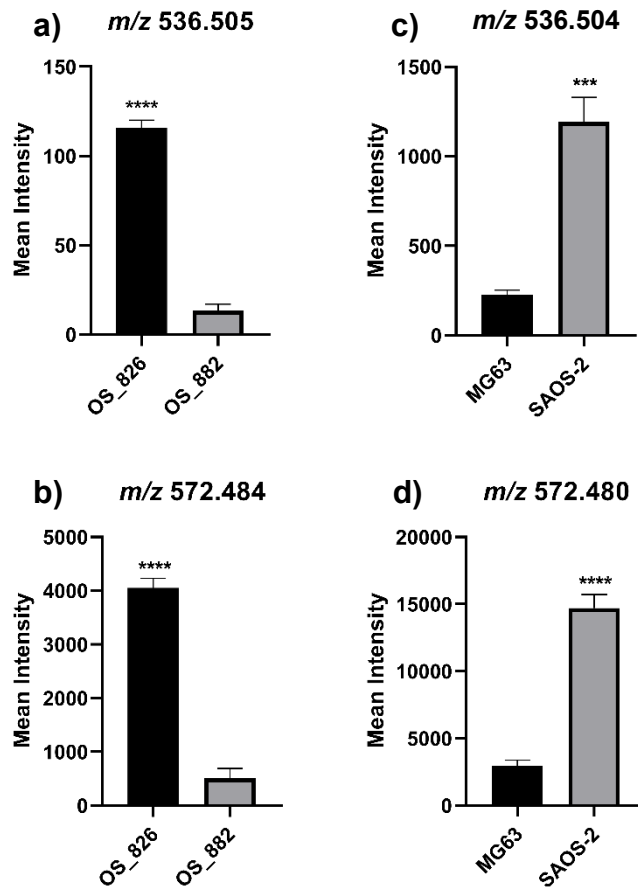 a) m/z 536.505
Mean Intensity
150
100
50
0
****
OS_826
OS_882
c) m/z 536.504
Mean Intensity
1500
1000
500
0
***
MG63
SAOS-2
b) m/z 572.484
Mean Intensity
5000
4000
3000
2000
1000
0
****
OS_826
OS_882
d) m/z 572.480
Mean Intensity
20000
15000
10000
5000
0
****
MG63
SAOS-2